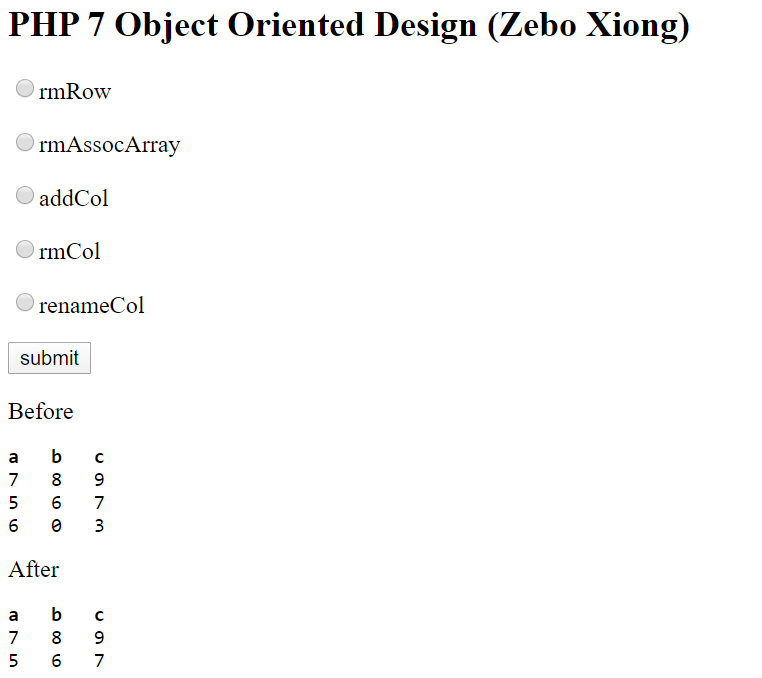 PHP 7 Object Oriented Design (Zebo Xiong)
rmRow
rmAssocArray
addCol
rmCol
renameCol
submit
Before
a b c
7 8 9
5 6 7
6 0 3
After
a b c
7 8 9
5 6 7